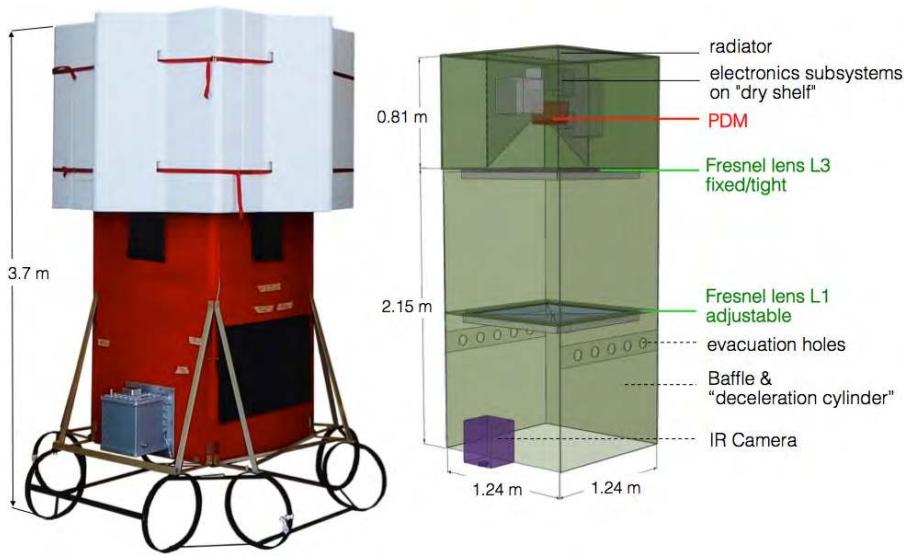 3.7 m
0.81 m
2.15 m
1.24 m
1.24 m
radiator
electronics subsystems
on "dry shelf"
PDM
Fresnel lens L3
fixed/tight
Fresnel lens L1
adjustable
evacuation holes
Baffle &
“deceleration cylinder”
IR Camera